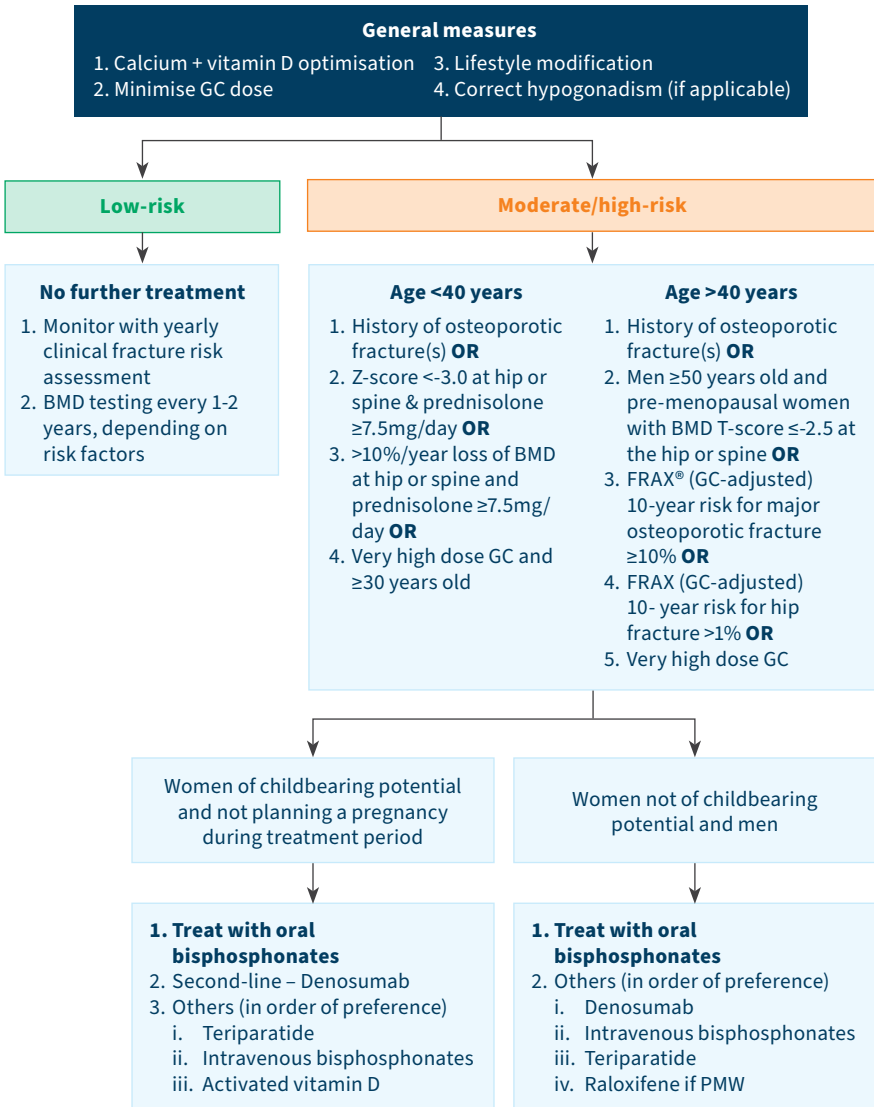 General measures
1. Calcium + vitamin D optimisation
2. Minimise GC dose
3. Lifestyle modification
4. Correct hypogonadism (if applicable)
Low-risk
Moderate/high-risk
No further treatment
1. Monitor with yearly
clinical fracture risk
assessment
2. BMD testing every 1-2
years, depending on
risk factors
Age <40 years
1. History of osteoporotic
fracture(s) OR
2. Z-score <-3.0 at hip or
spine & prednisolone
≥7.5mg/day OR
3. >10%/year loss of BMD
at hip or spine and
prednisolone ≥7.5mg/
day OR
4. Very high dose GC and
≥30 years old
Age >40 years
1. History of osteoporotic
fracture(s) OR
2. Men ≥50 years old and
pre-menopausal women
with BMD T-score ≤-2.5 at
the hip or spine OR
3. FRAX® (GC-adjusted)
10-year risk for major
osteoporotic fracture
≥10% OR
4. FRAX (GC-adjusted)
10- year risk for hip
fracture >1% OR
5. Very high dose GC
Women of childbearing potential
and not planning a pregnancy
during treatment period
Women not of childbearing
potential and men
1. Treat with oral
bisphosphonates
2. Second-line – Denosumab
3. Others (in order of preference)
i. Teriparatide
ii. Intravenous bisphosphonates
iii. Activated vitamin D
1. Treat with oral
bisphosphonates
2. Others (in order of preference)
i. Denosumab
ii. Intravenous bisphosphonates
iii. Teriparatide
iv. Raloxifene if PMW